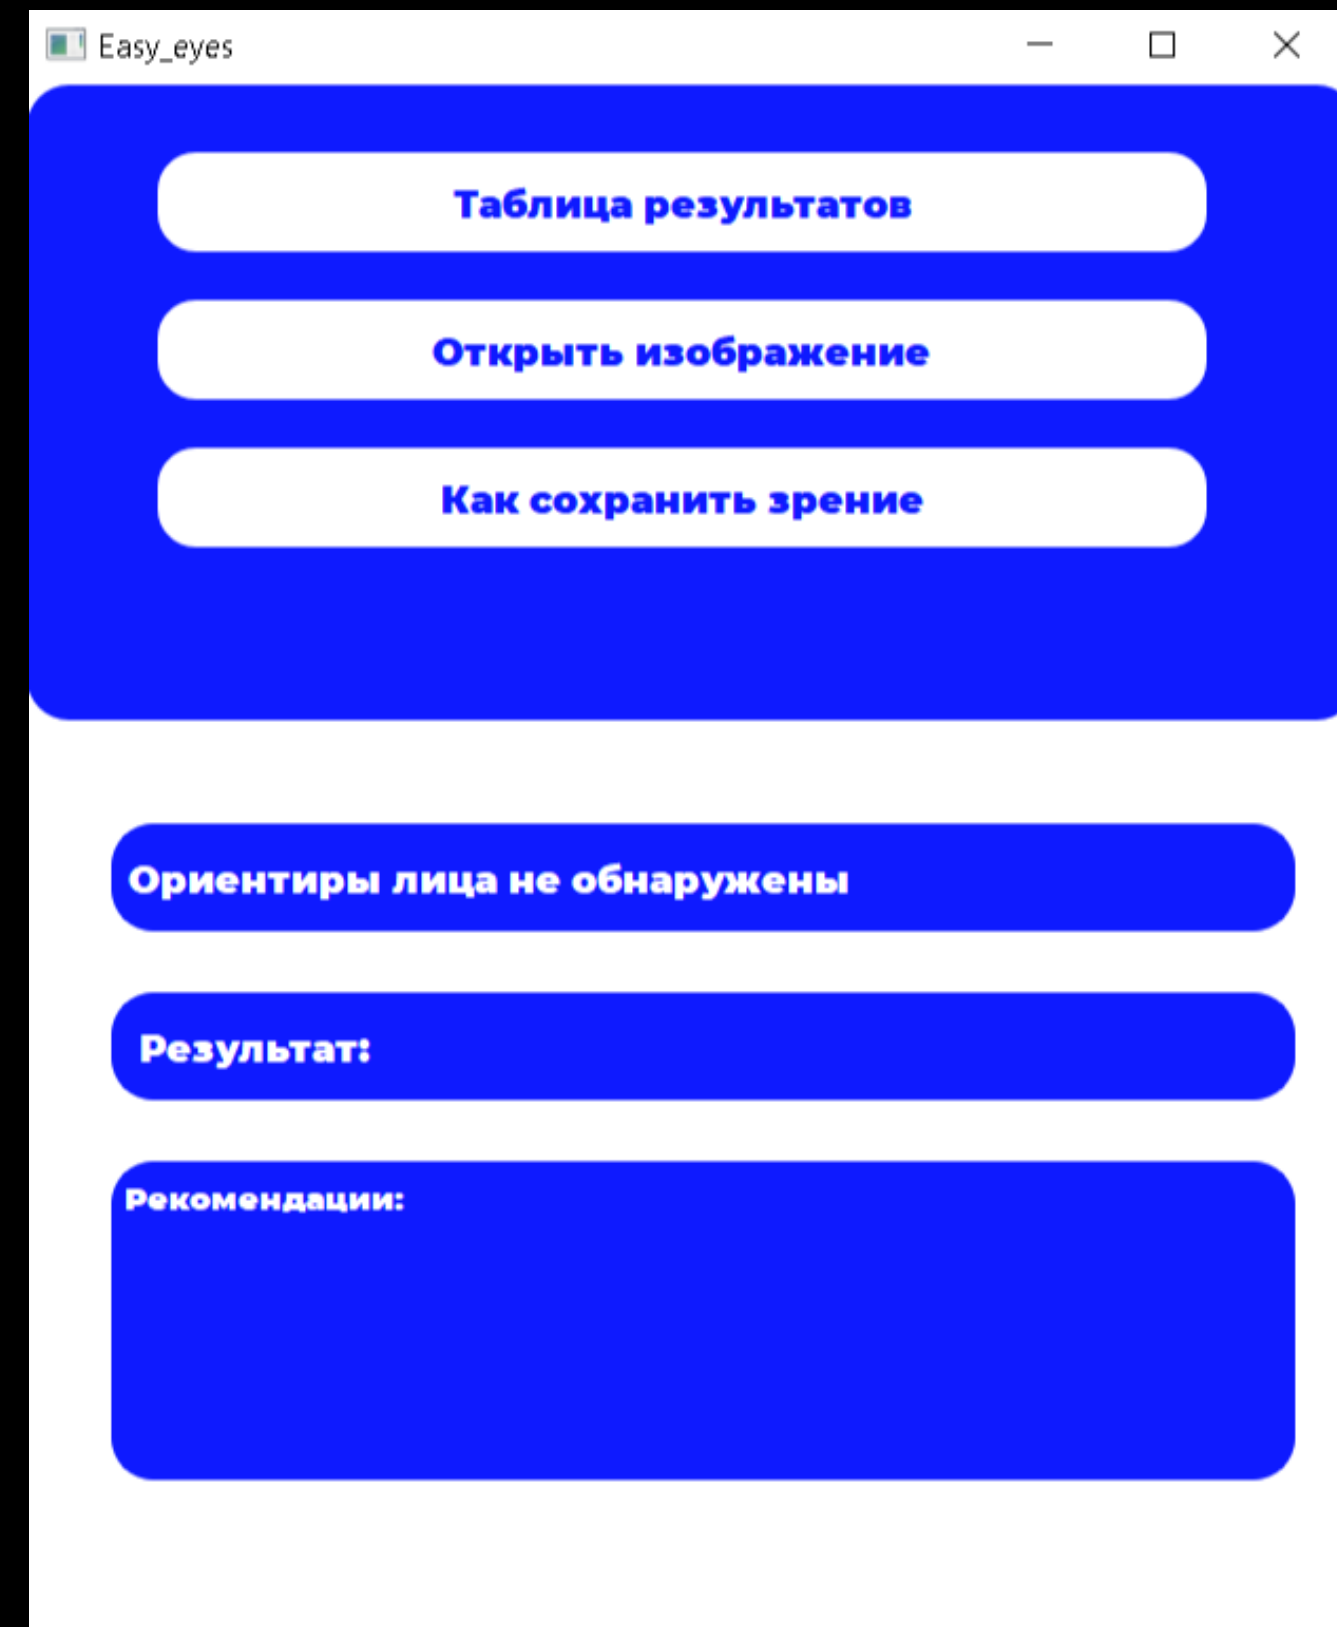 Easy_eyes
Таблица результатов
Открыть изображение
Как сохранить зрение
Ориентиры лица не обнаружены
Результат:
Рекомендации: